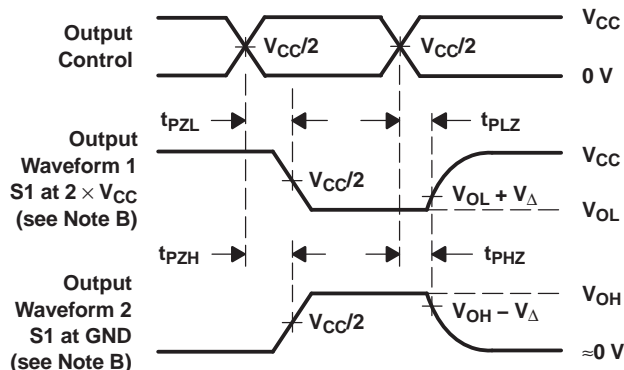 Output
Control
V_CC/2
V_CC/2
V_CC
0 V
t_PZL
t_PLZ
Output
Waveform 1
S1 at 2 × V_CC
(see Note B)
V_CC/2
V_CC
V_OL + V_Δ
V_OL
t_PZH
t_PHZ
Output
Waveform 2
S1 at GND
(see Note B)
V_CC/2
V_OH
V_OH − V_Δ
≈0 V